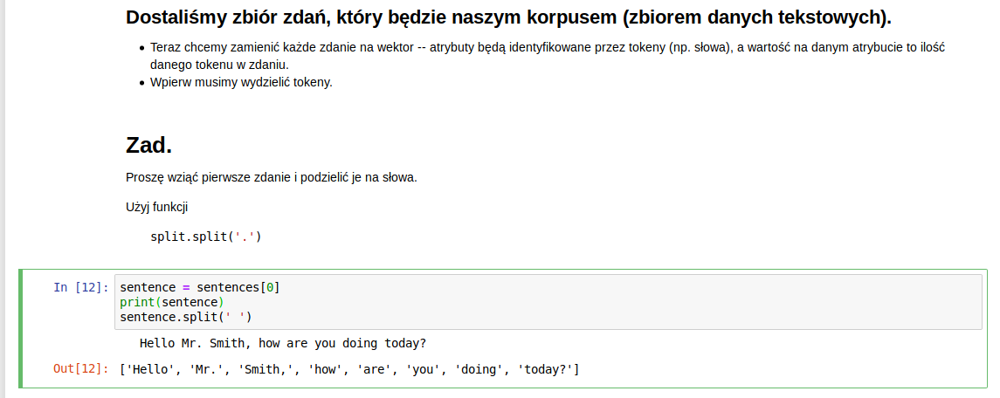 Dostaliśmy zbiór zdań, który będzie naszym korpusem (zbiorem danych tekstowych).
Teraz chcemy zamienić każde zdanie na wektor -- atrybuty będą identyfikowane przez tokeny (np. słowa), a wartość na danym atrybucie to ilość
danego tokenu w zdaniu.
Wpierw musimy wydzielić tokeny.
Zad.
Proszę wziąć pierwsze zdanie i podzielić je na słowa.
Użyj funkcji
split.split('.')
In [12]: sentence = sentences[0]
print(sentence)
sentence.split(' ')
Hello Mr. Smith, how are you doing today?
Out[12]: ['Hello', 'Mr.', 'Smith,', 'how', 'are', 'you', 'doing', 'today?']